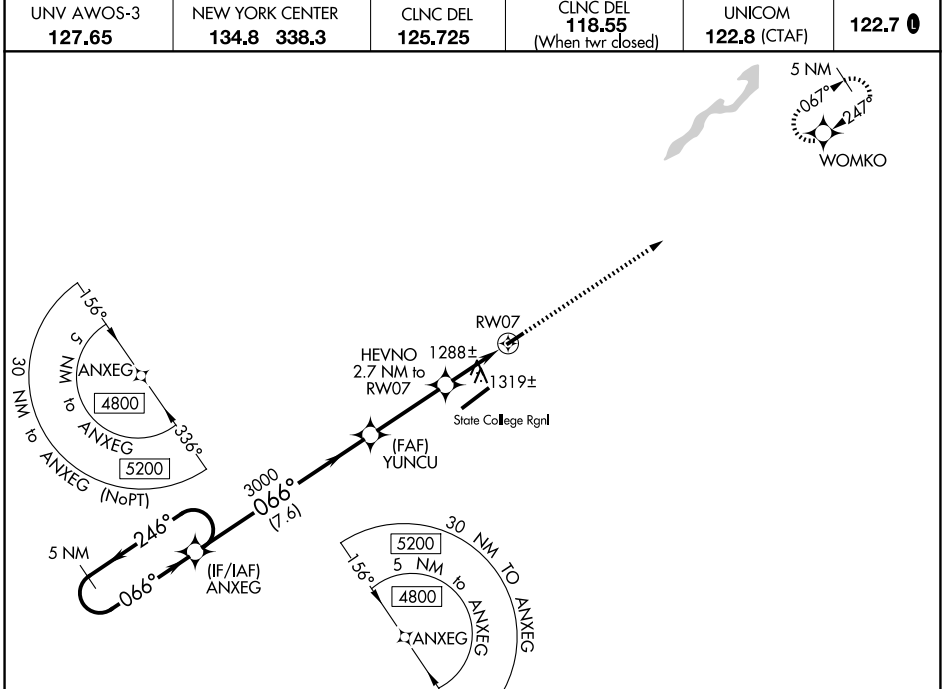 UNV AWOS-3
127.65
NEW YORK CENTER
134.8 338.3
CLNC DEL
125.725
CLNC DEL
118.55
(When twr closed)
UNICOM
122.8 (CTAF)
122.7 L
5 NM
067°
247°
WOMKO
RW07
HEVNO
2.7 NM to
RW07
1288±
1319±
State College Rgnl
(FAF)
YUNCU
156°
5 NM to ANXEG
ANXEG
4800
336°
30 NM to ANXEG (NoPT)
5200
3000
066°
(7.6)
5 NM
246°
066°
(IF/IAF)
ANXEG
30 NM TO ANXEG
5200
156°
5 NM to ANXEG
4800
ANXEG